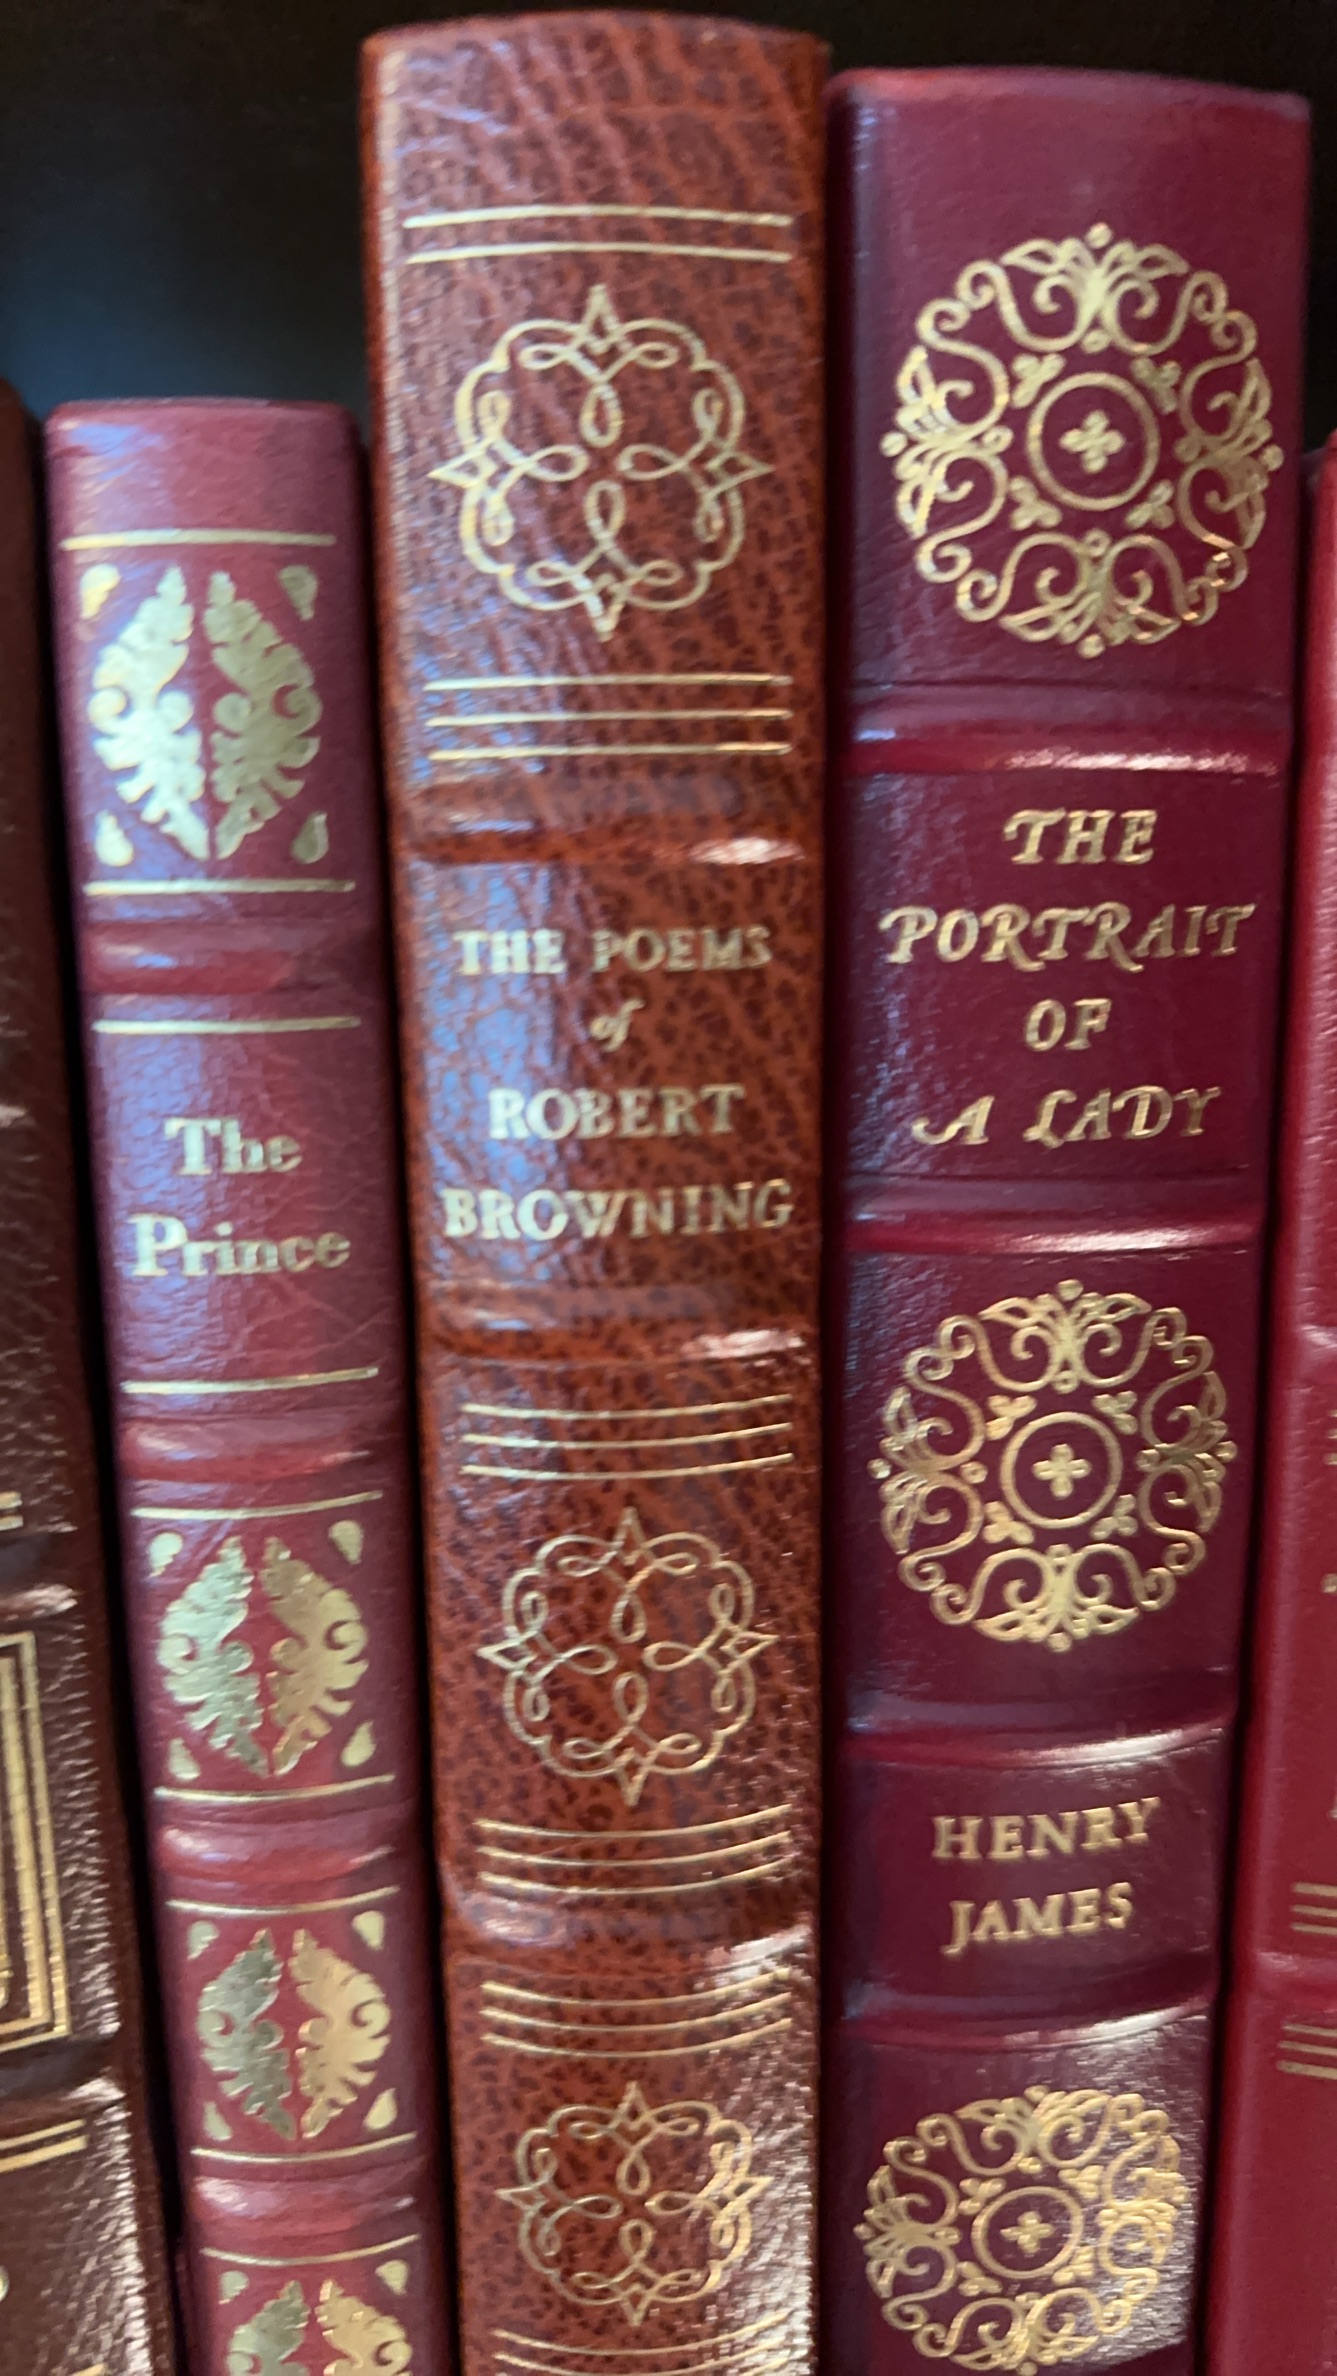 The
Prince
THE POEMS
of
ROBERT
BROWNING
THE
PORTRAIT
OF
A LADY
HENRY
JAMES